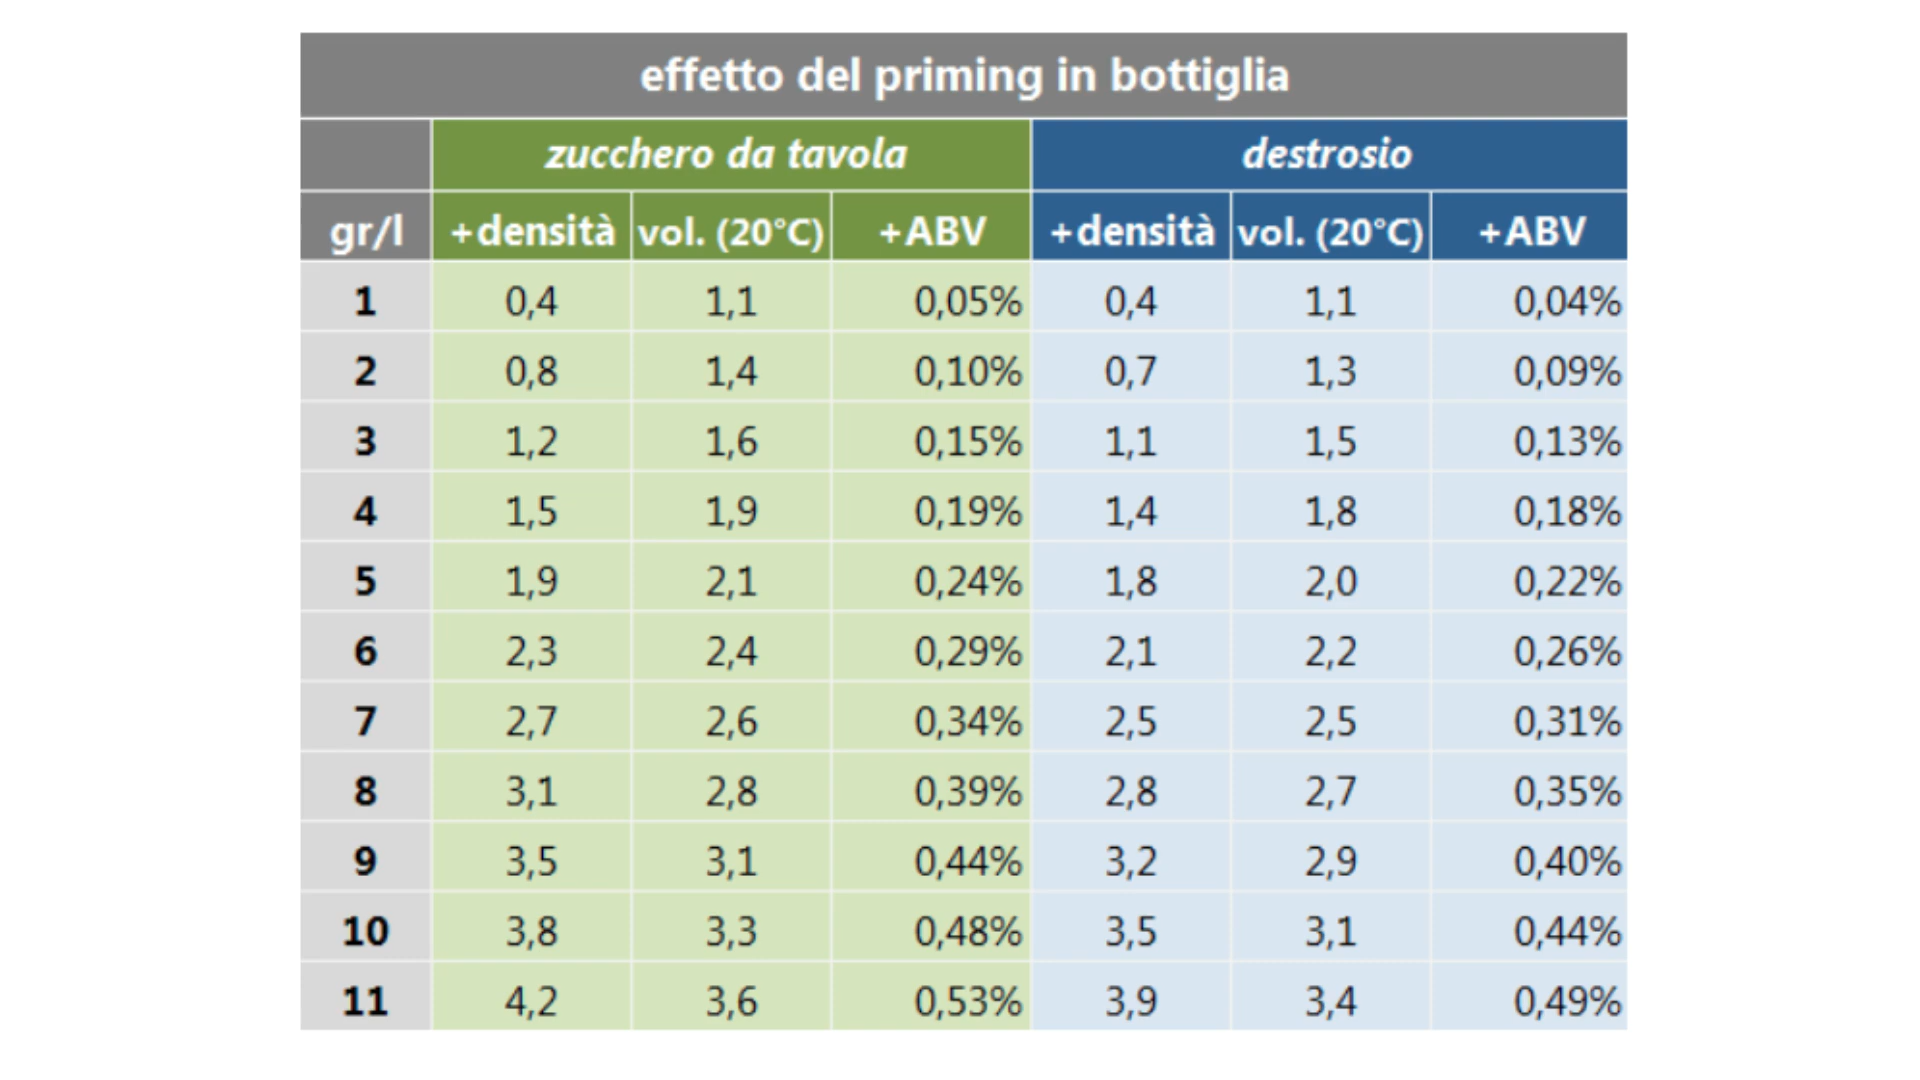 effetto del priming in bottiglia
zucchero da tavola destrosio
gr/l +densità vol. (20°C) +ABV +densità vol. (20°C) +ABV
1 0,4 1,1 0,05% 0,4 1,1 0,04%
2 0,8 1,4 0,10% 0,7 1,3 0,09%
3 1,2 1,6 0,15% 1,1 1,5 0,13%
4 1,5 1,9 0,19% 1,4 1,8 0,18%
5 1,9 2,1 0,24% 1,8 2,0 0,22%
6 2,3 2,4 0,29% 2,1 2,2 0,26%
7 2,7 2,6 0,34% 2,5 2,5 0,31%
8 3,1 2,8 0,39% 2,8 2,7 0,35%
9 3,5 3,1 0,44% 3,2 2,9 0,40%
10 3,8 3,3 0,48% 3,5 3,1 0,44%
11 4,2 3,6 0,53% 3,9 3,4 0,49%